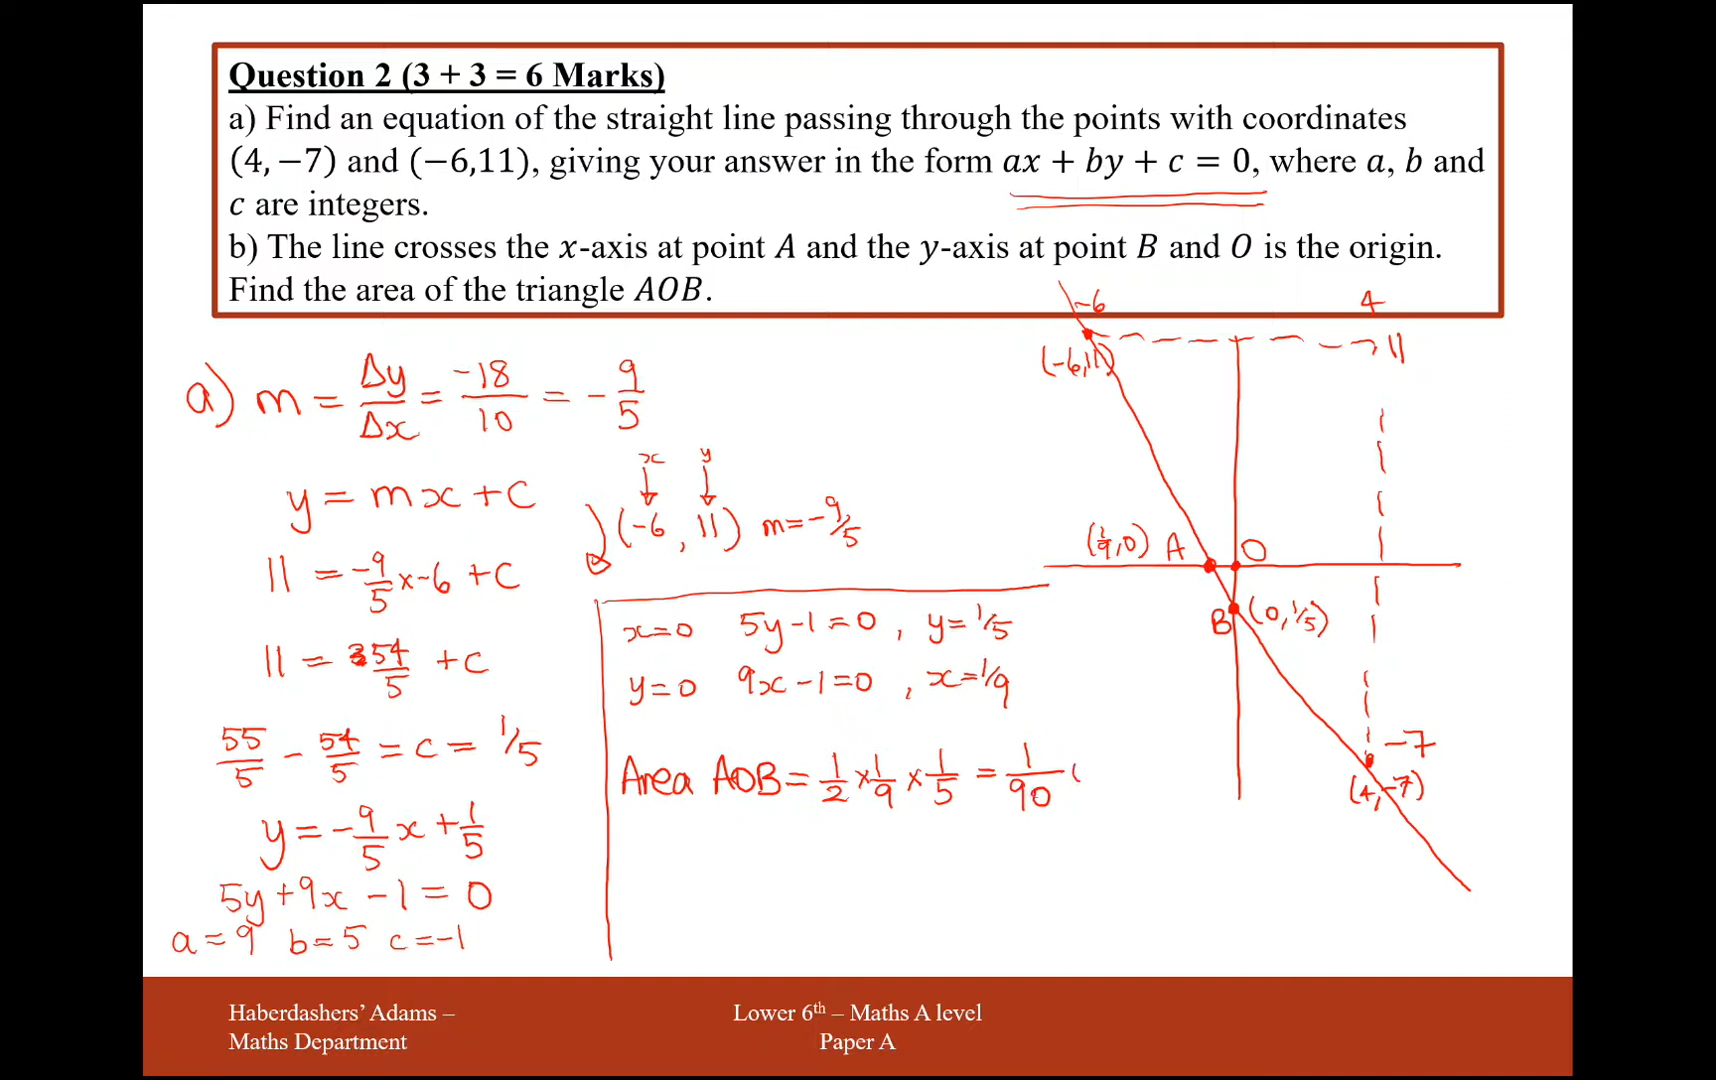 Question 2 (3 + 3 = 6 Marks)
a) Find an equation of the straight line passing through the points with coordinates
(4, −7) and (−6,11), giving your answer in the form ax + by + c = 0, where a, b and
c are integers.
b) The line crosses the x-axis at point A and the y-axis at point B and O is the origin.
Find the area of the triangle AOB.
a) m = Δy/Δx = -18/10 = -9/5
y = mx + c
x y
(-6, 11) m=-9/5
11 = -9/5 x -6 + c
11 = 54/5 + c
55/5 - 54/5 = c = 1/5
y = -9/5 x + 1/5
5y + 9x - 1 = 0
a = 9 b = 5 c = -1
x=0 5y-1=0, y=1/5
y=0 9x-1=0, x=1/9
Area AOB = 1/2 × 1/9 × 1/5 = 1/90
-6 4
(-6,11) 11
(1/9,0) A O
B (0,1/5)
-7
(4,-7)
Haberdashers' Adams –
Maths Department
Lower 6th – Maths A level
Paper A